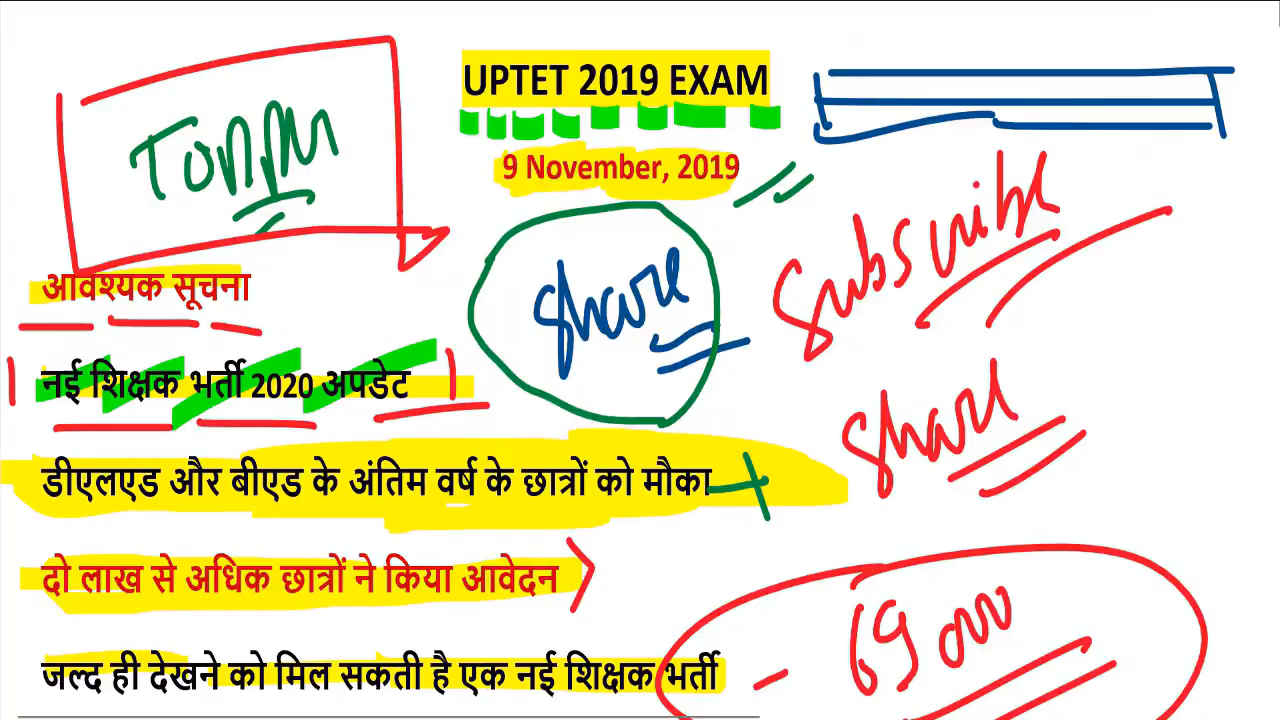 UPTET 2019 EXAM
9 November, 2019
Subscribe
share
आवश्यक सूचना
नई शिक्षक भर्ती 2020 अपडेट
share
डीएलएड और बीएड के अंतिम वर्ष के छात्रों को मौका
दो लाख से अधिक छात्रों ने किया आवेदन
69000
जल्द ही देखने को मिल सकती है एक नई शिक्षक भर्ती